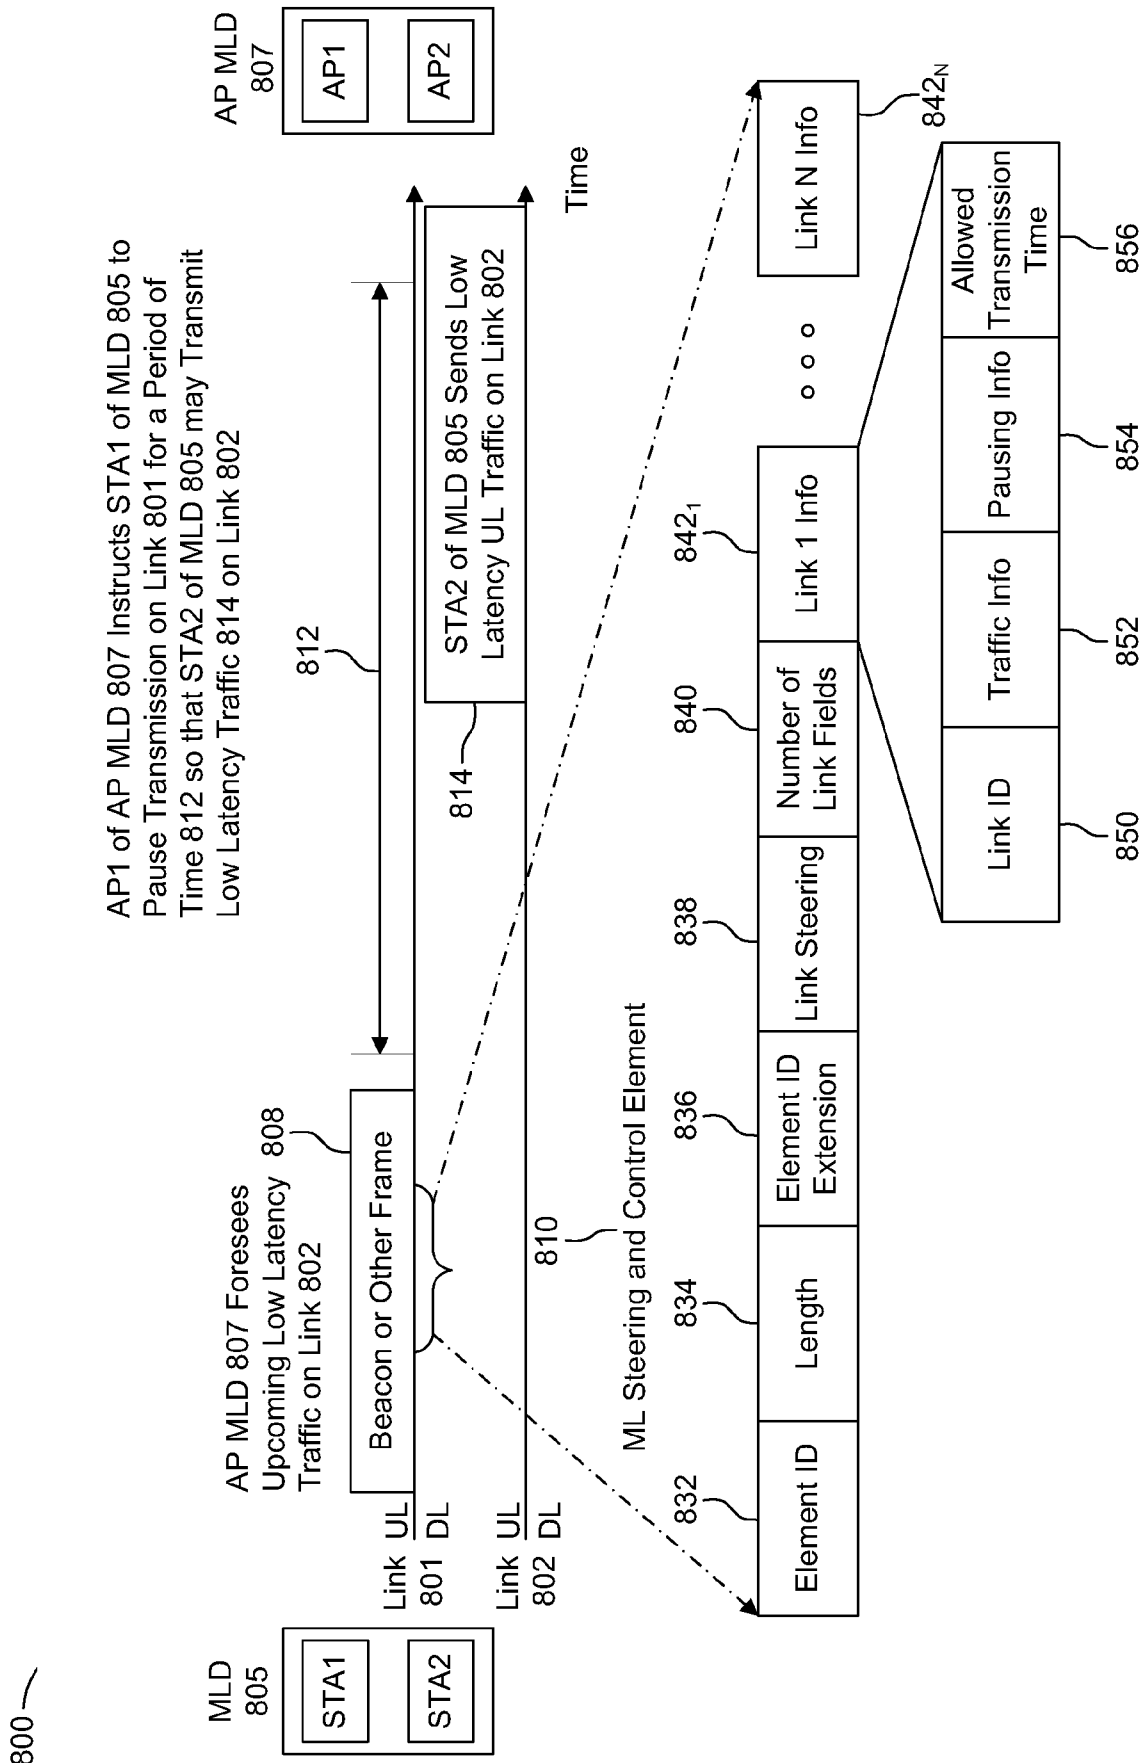 800
MLD
805
STA1
STA2
AP MLD 807 Foresees
Upcoming Low Latency
Traffic on Link 802
808
AP1 of AP MLD 807 Instructs STA1 of MLD 805 to
Pause Transmission on Link 801 for a Period of
Time 812 so that STA2 of MLD 805 may Transmit
Low Latency Traffic 814 on Link 802
AP MLD
807
AP1
AP2
812
Link
801
UL
DL
Beacon or Other Frame
Link
802
UL
DL
814
STA2 of MLD 805 Sends Low
Latency UL Traffic on Link 802
Time
810
ML Steering and Control Element
832
834
836
838
840
842₁
Element ID
Length
Element ID
Extension
Link Steering
Number of
Link Fields
Link 1 Info
Link N Info
842N
Link ID
Traffic Info
Pausing Info
Allowed
Transmission
Time
850
852
854
856